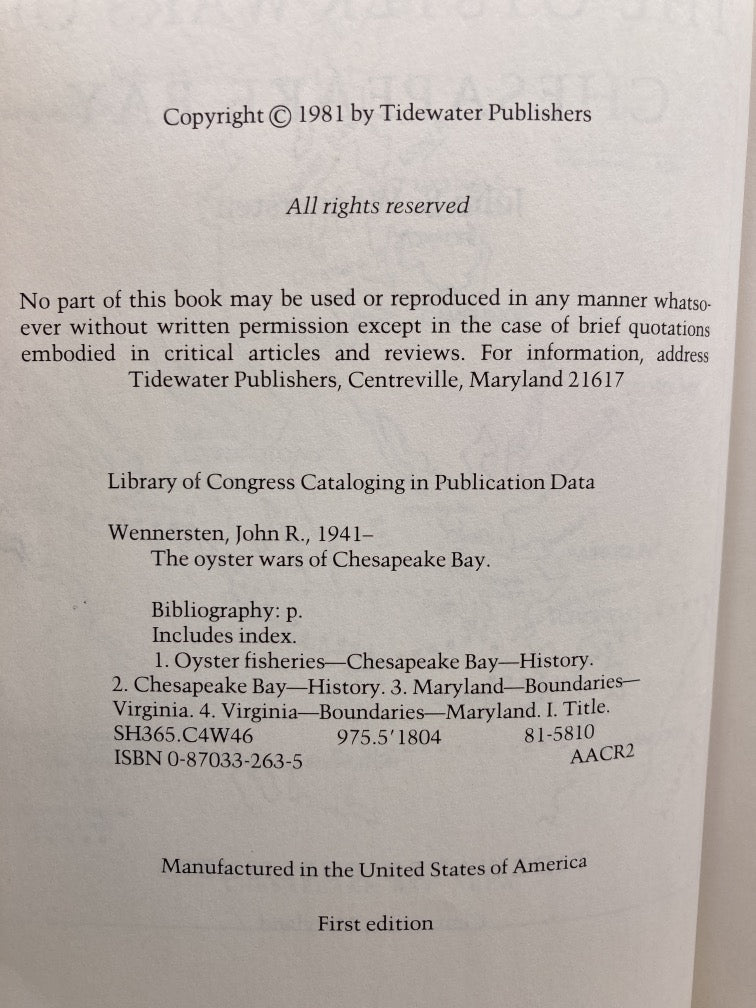 Copyright © 1981 by Tidewater Publishers
All rights reserved
No part of this book may be used or reproduced in any manner whatso-
ever without written permission except in the case of brief quotations
embodied in critical articles and reviews. For information, address
Tidewater Publishers, Centreville, Maryland 21617
Library of Congress Cataloging in Publication Data
Wennersten, John R., 1941–
The oyster wars of Chesapeake Bay.
Bibliography: p.
Includes index.
1. Oyster fisheries—Chesapeake Bay—History.
2. Chesapeake Bay—History. 3. Maryland—Boundaries—
Virginia. 4. Virginia—Boundaries—Maryland. I. Title.
SH365.C4W46 975.5′1804 81-5810
ISBN 0-87033-263-5 AACR2
Manufactured in the United States of America
First edition